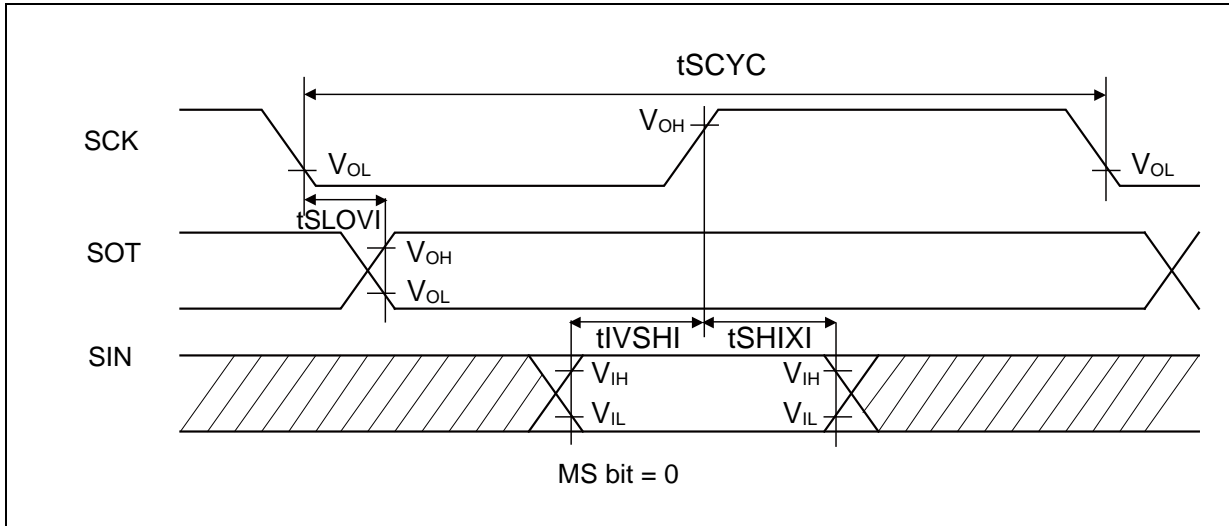 tSCYC
SCK
VOH
VOL
VOL
tSLOVI
SOT
VOH
VOL
tIVSHI
tSHIXI
SIN
VIH
VIH
VIL
VIL
MS bit = 0